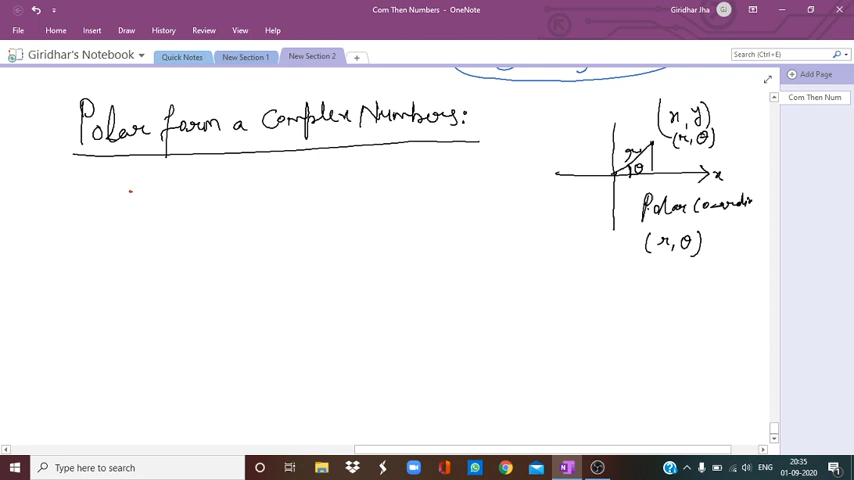 Com Then Numbers - OneNote
Giridhar Jha GJ
File Home Insert Draw View Help
Giridhar's Notebook Quick Notes New Section 1 New Section 2 + Search (Ctrl+E)
Add Page
Com Then Num
Polar form a Complex Numbers:
(x, y)
(r, θ)
r
θ
x
Polar Coordi
(r, θ)
Type here to search
ENG
20:35
01-09-2020